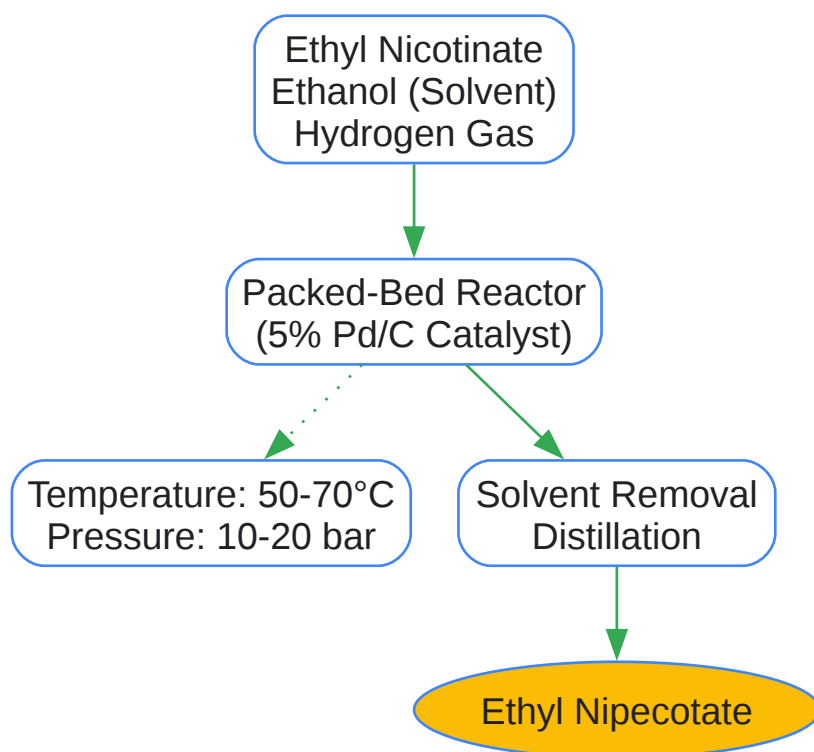 Ethyl Nicotinate
Ethanol (Solvent)
Hydrogen Gas
Packed-Bed Reactor
(5% Pd/C Catalyst)
Temperature: 50-70°C
Pressure: 10-20 bar
Solvent Removal
Distillation
Ethyl Nipecotate